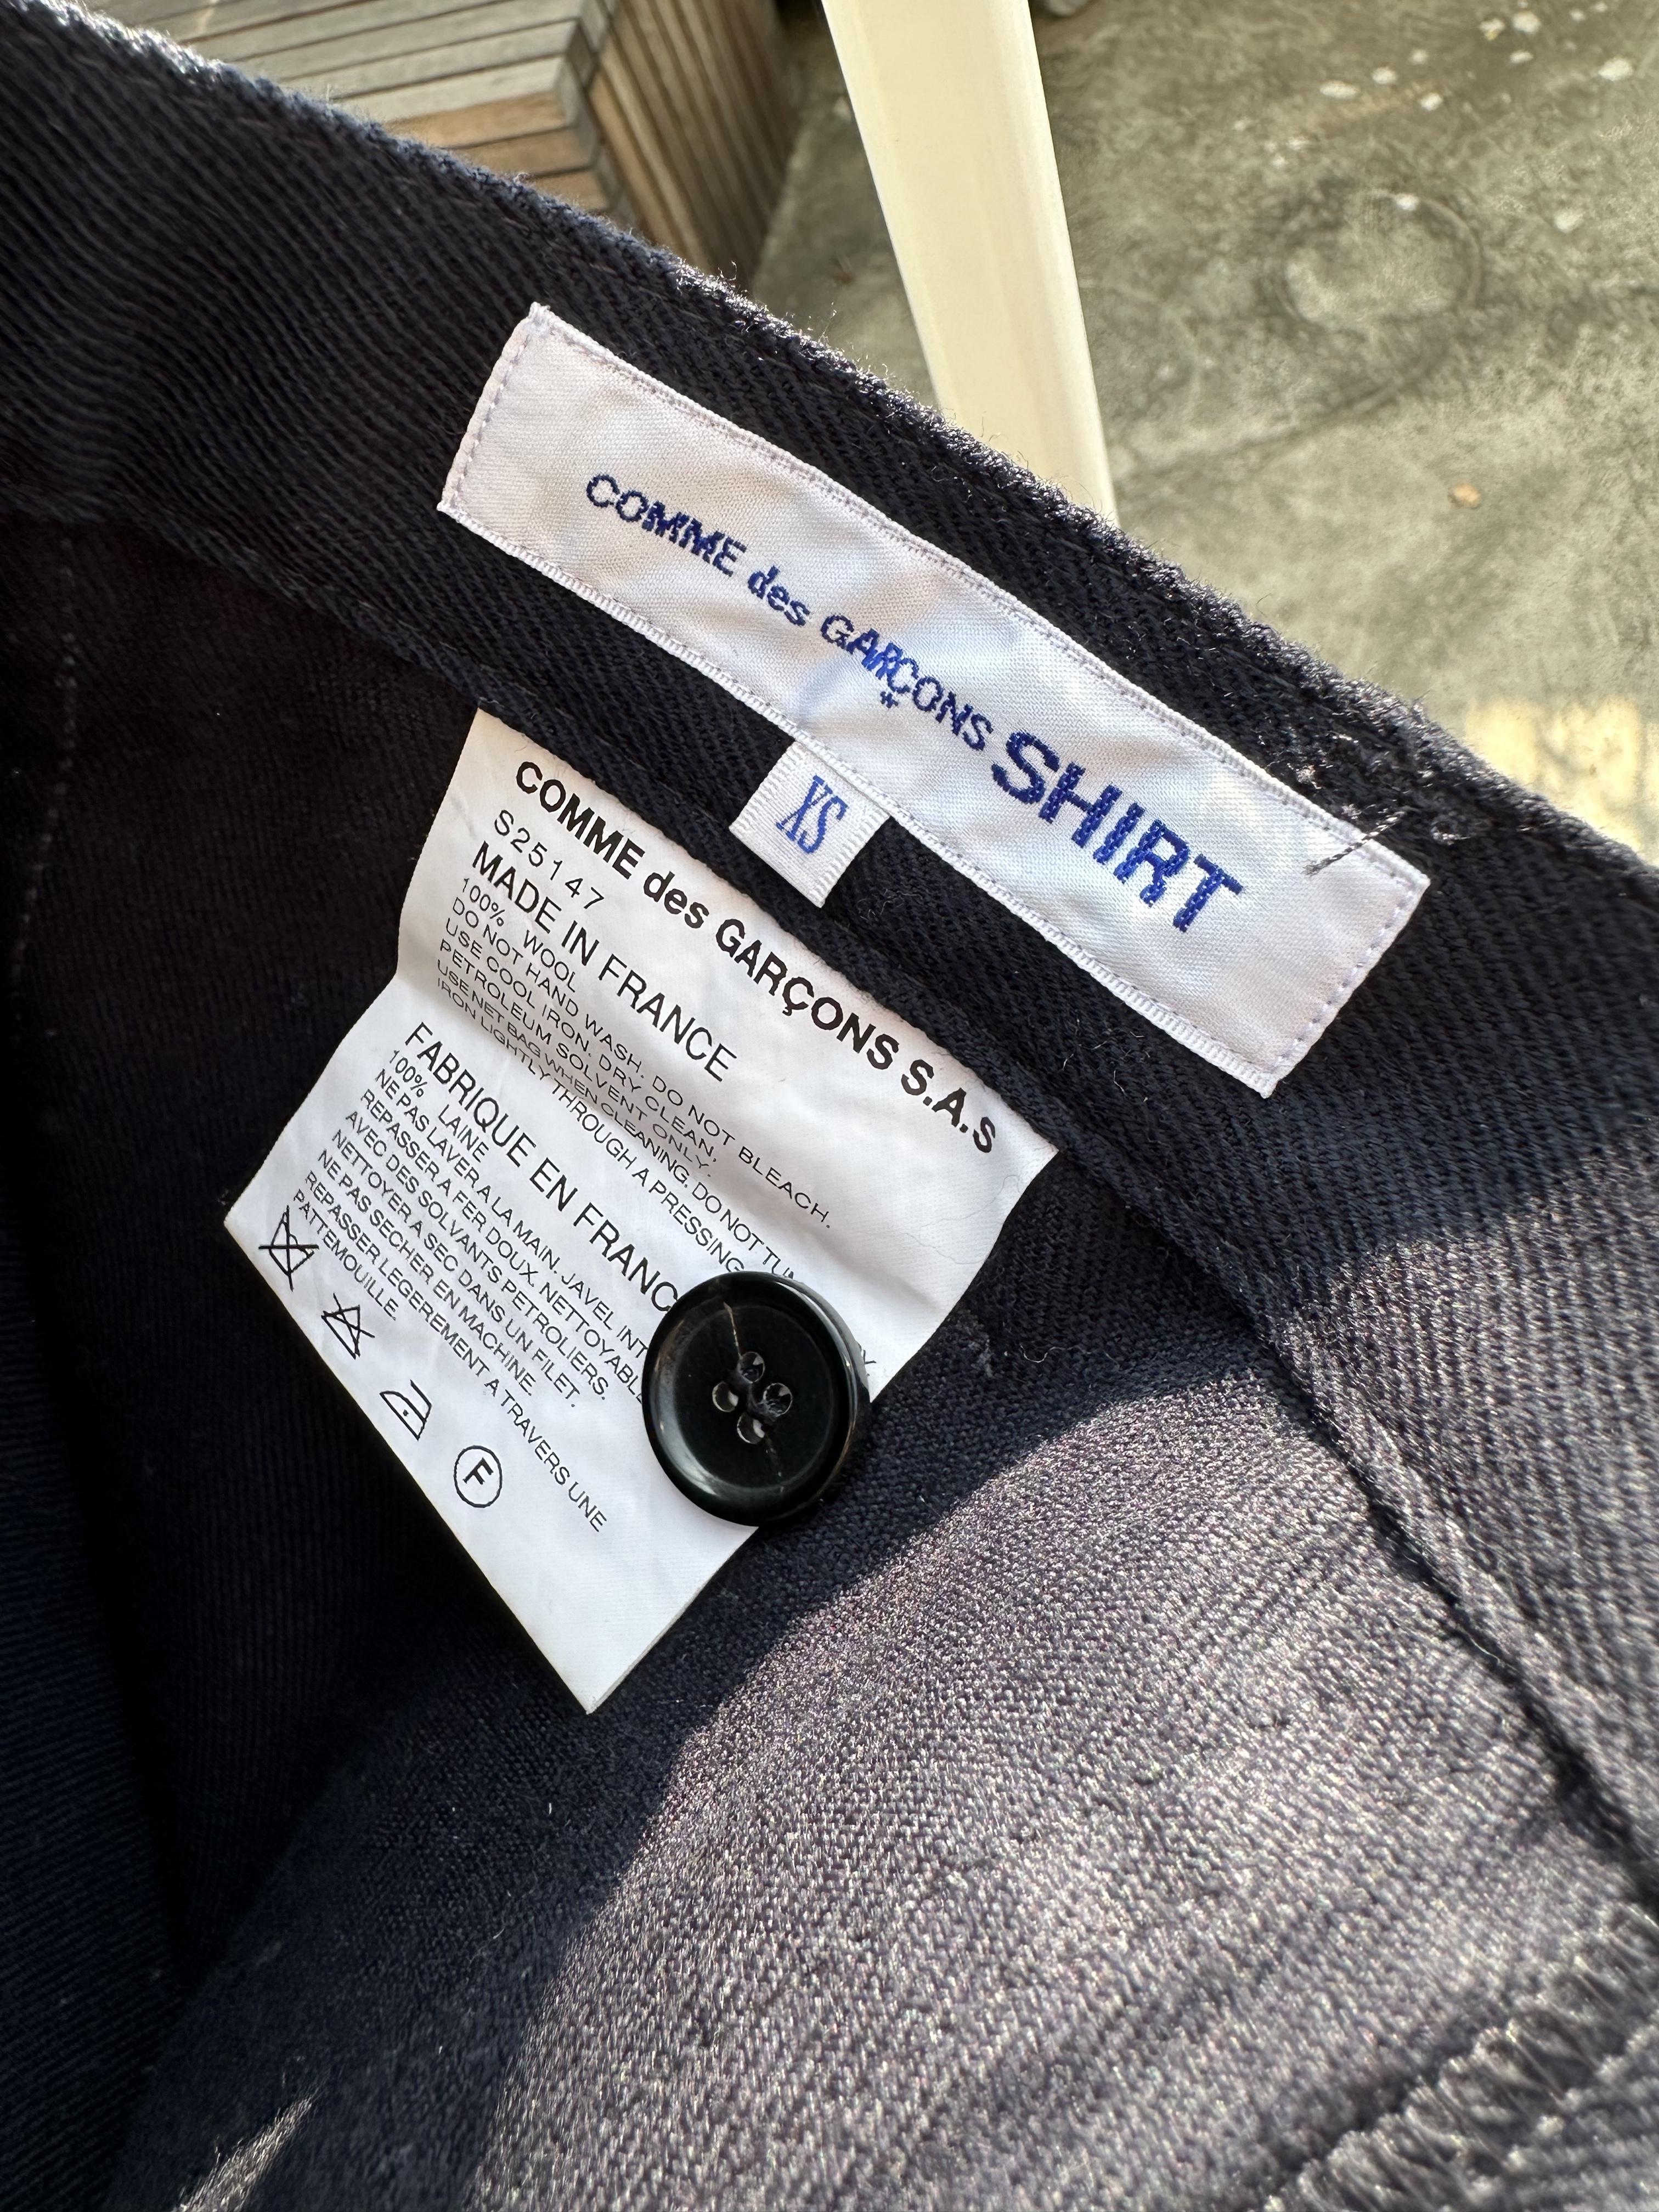 COMME des GARÇONS SHIRT
XS
COMME des GARÇONS S.A.S
S25147
MADE IN FRANCE
100% WOOL
DO NOT HAND WASH. DO NOT BLEACH.
USE COOL IRON. DRY CLEAN,
PETROLEUM SOLVENT ONLY.
USE NET BAG WHEN CLEANING. DO NOT TUM
IRON LIGHTLY THROUGH A PRESSING
FABRIQUE EN FRANC
100% LAINE
NE PAS LAVER A LA MAIN. JAVEL INT
REPASSER A FER DOUX. NETTOYABLE
AVEC DES SOLVANTS PETROLIERS.
NETTOYER A SEC DANS UN FILET.
NE PAS SECHER EN MACHINE.
REPASSER LEGEREMENT A TRAVERS UNE
PATTEMOUILLE.
F